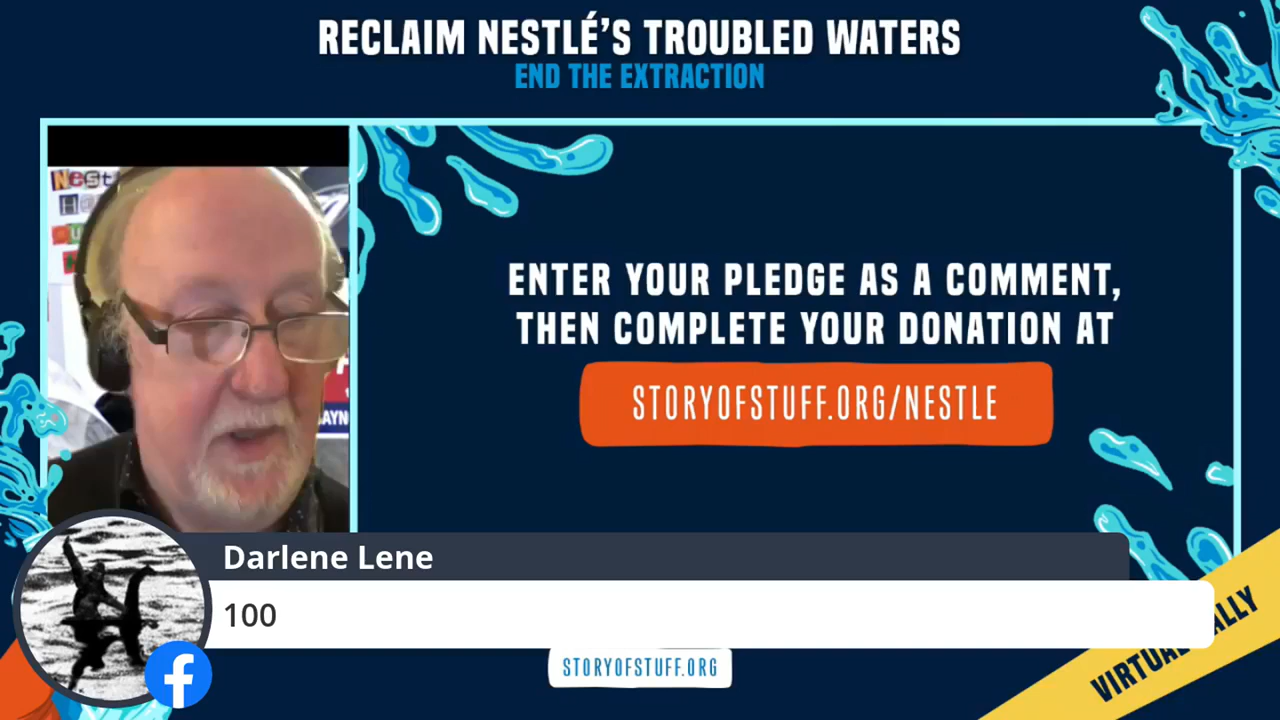 RECLAIM NESTLÉ'S TROUBLED WATERS
END THE EXTRACTION
Nest
ENTER YOUR PLEDGE AS A COMMENT,
THEN COMPLETE YOUR DONATION AT
STORYOFSTUFF.ORG/NESTLE
Darlene Lene
100
STORYOFSTUFF.ORG